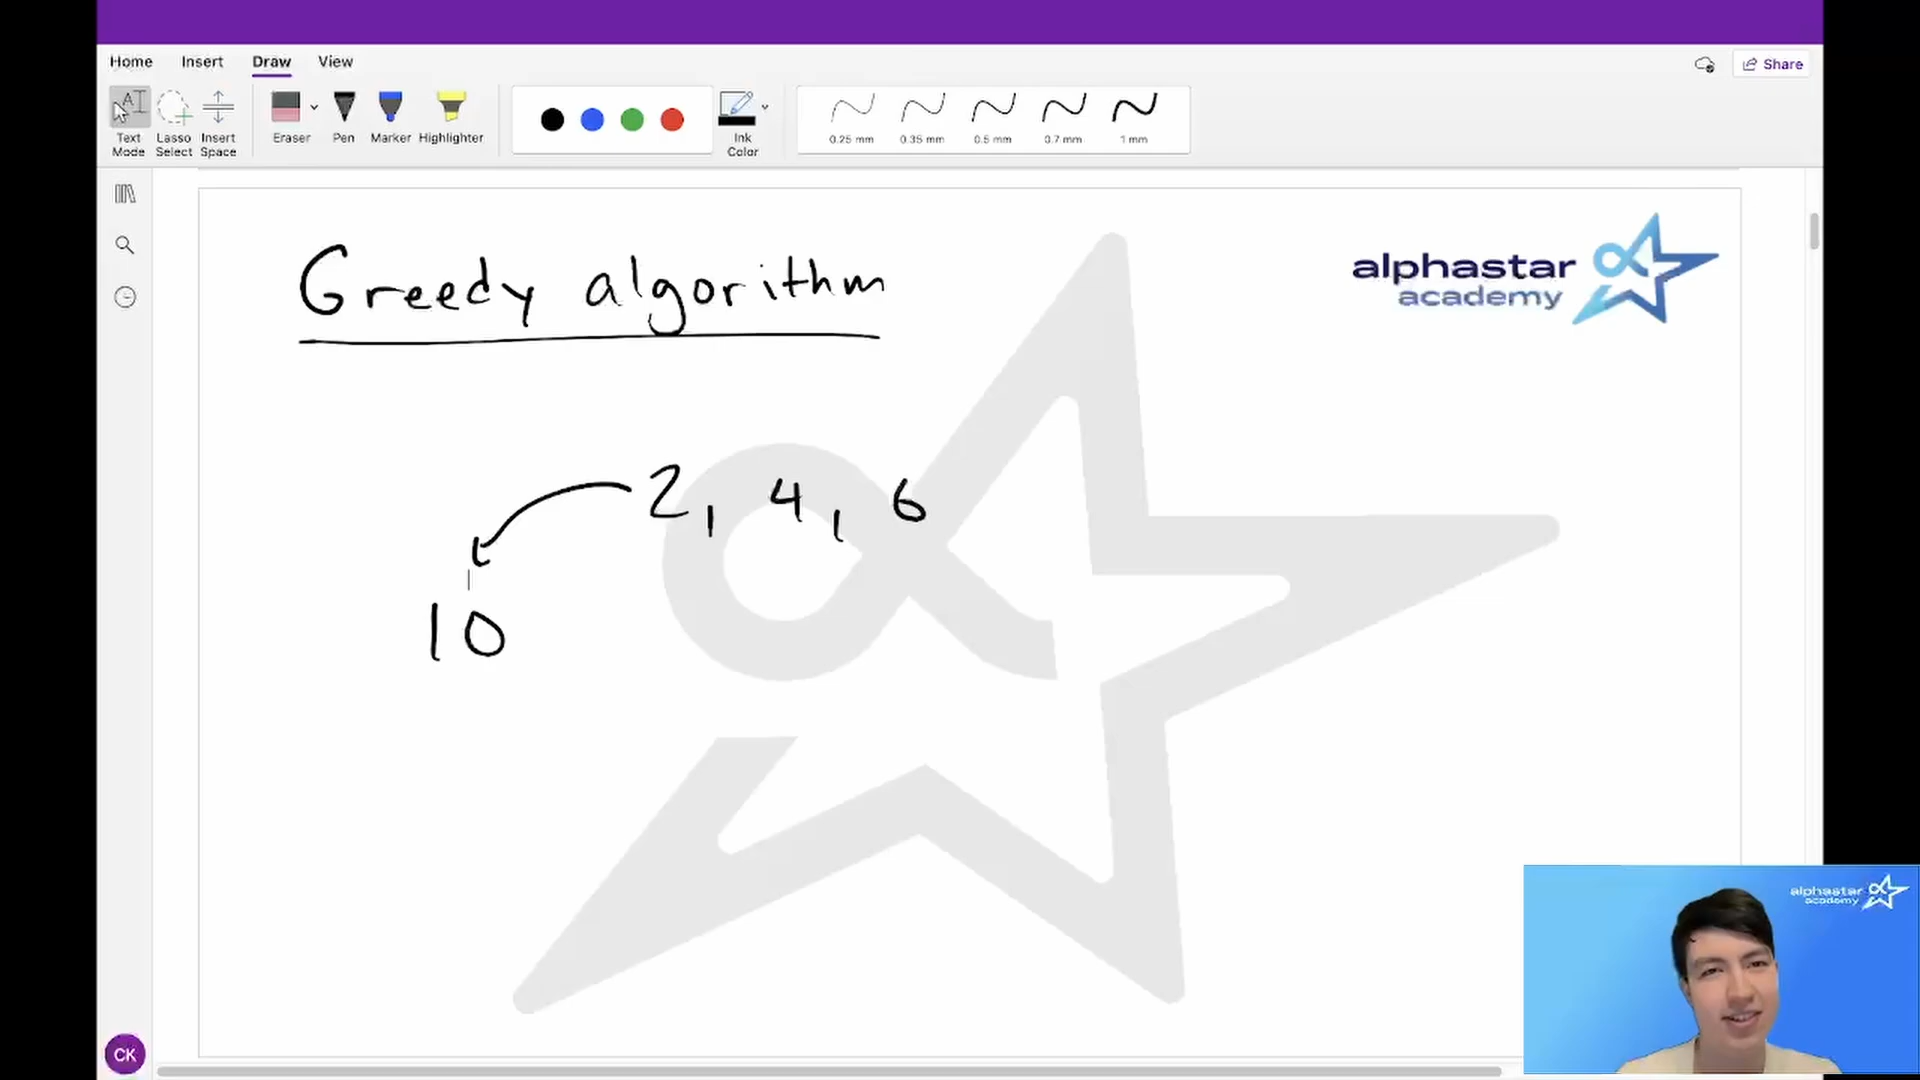 Home Insert Draw View
Share
Text Mode
Lasso Select
Insert Space
Eraser
Pen
Marker
Highlighter
Ink Color
0.25 mm
0.35 mm
0.5 mm
0.7 mm
1 mm
Greedy algorithm
alphastar
academy
2, 4, 6
10
alphastar
academy
CK